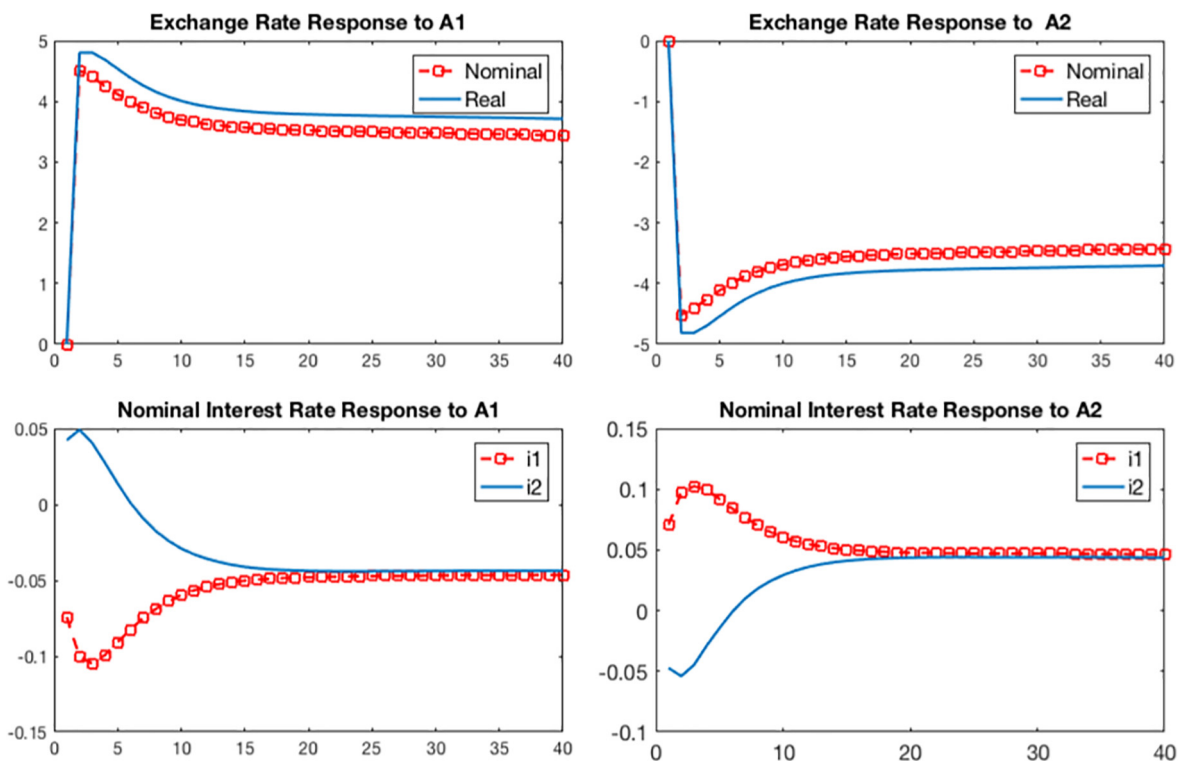 Exchange Rate Response to A1
5
4
3
2
1
0
0 5 10 15 20 25 30 35 40
Nominal
Real
Exchange Rate Response to A2
0
-1
-2
-3
-4
-5
0 5 10 15 20 25 30 35 40
Nominal
Real
Nominal Interest Rate Response to A1
0.05
0
-0.05
-0.1
-0.15
0 5 10 15 20 25 30 35 40
i1
i2
Nominal Interest Rate Response to A2
0.15
0.1
0.05
0
-0.05
-0.1
0 10 20 30 40
i1
i2